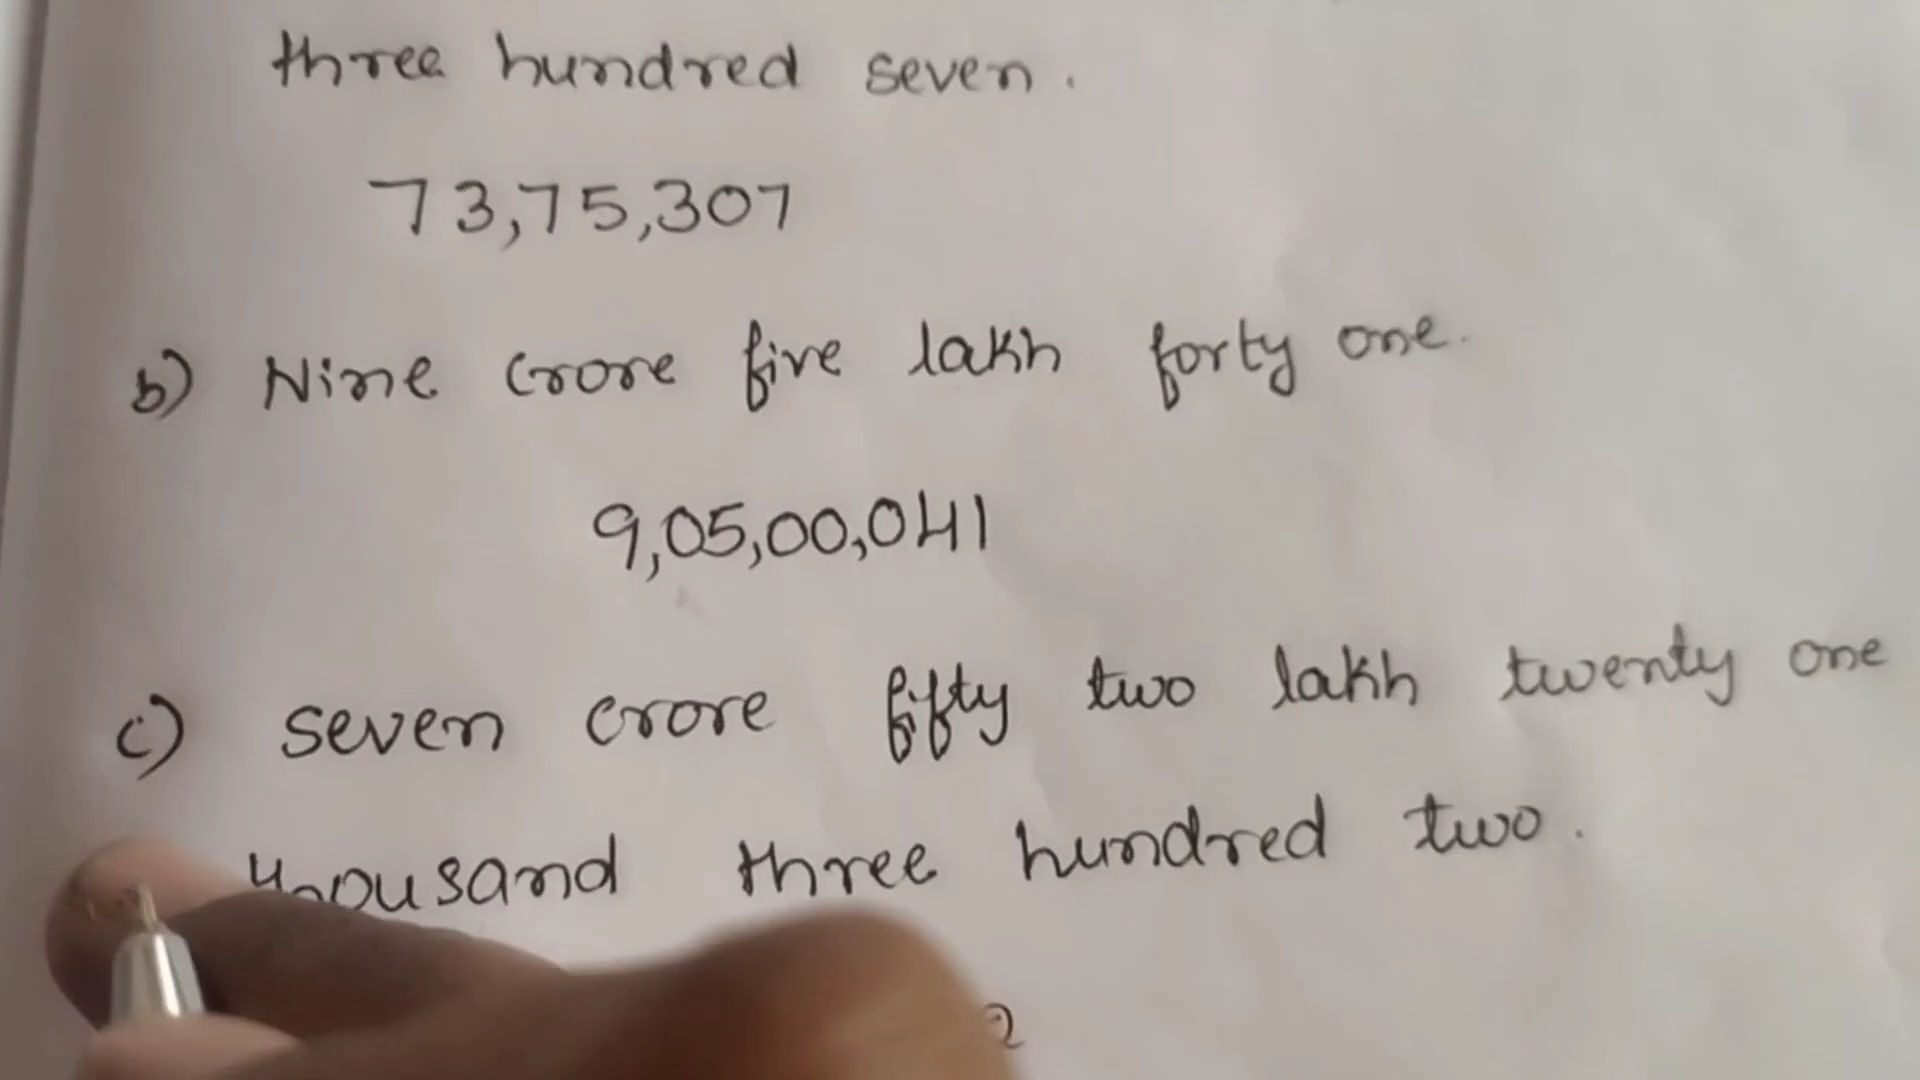 three hundred seven.
73,75,307
b) Nine crore five lakh forty one.
9,05,00,041
c) seven crore fifty two lakh twenty one
thousand three hundred two.
2